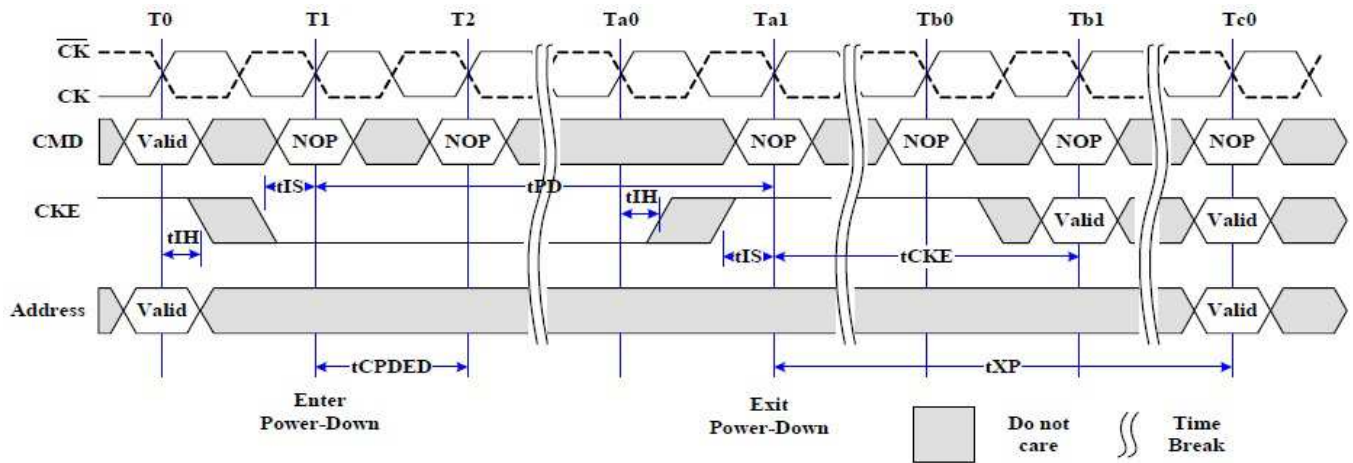 T0 T1 T2 Ta0 Ta1 Tb0 Tb1 Tc0
CK
CK
CMD Valid NOP NOP NOP NOP NOP NOP
tIS tPD
CKE tIH Valid Valid
tIH tIS tCKE
Address Valid Valid
tCPDED tXP
Enter
Power-Down
Exit
Power-Down
Do not
care
Time
Break